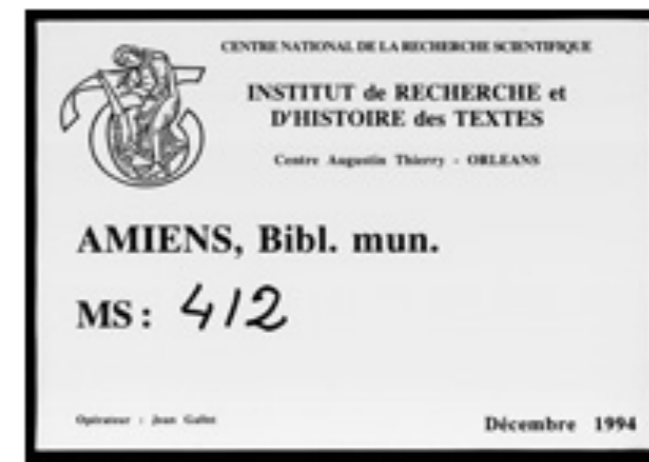 CENTRE NATIONAL DE LA RECHERCHE SCIENTIFIQUE
INSTITUT de RECHERCHE et
D'HISTOIRE des TEXTES
Centre Augustin Thierry - ORLEANS
AMIENS, Bibl. mun.
MS : 412
Opérateur : Jean Gallet
Décembre 1994